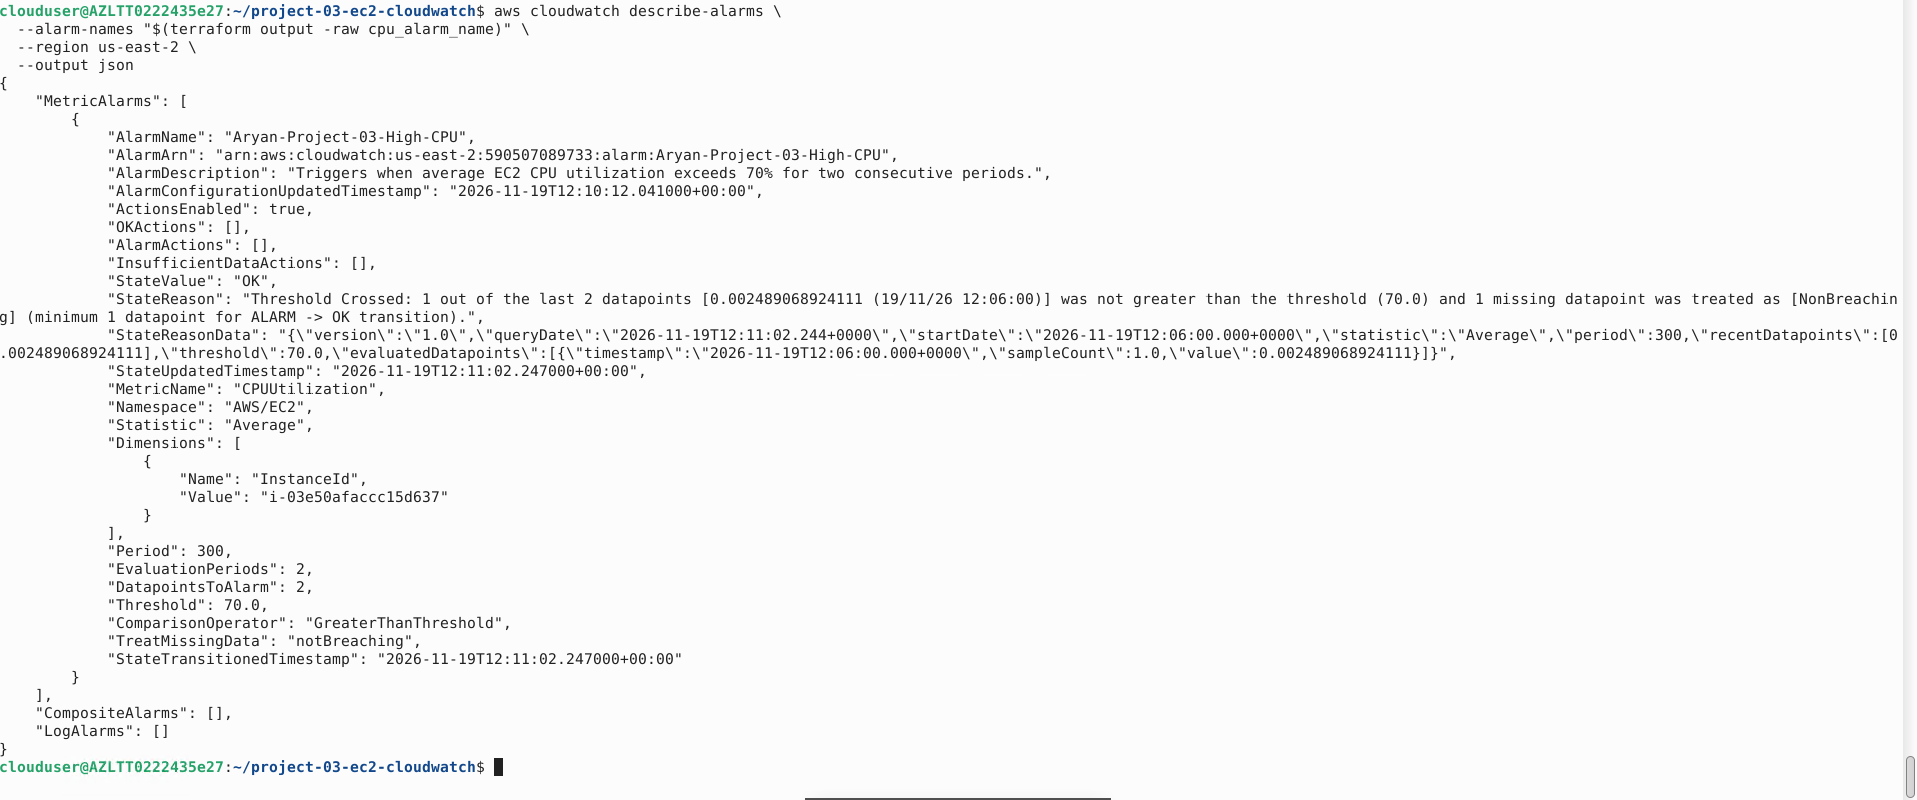 clouduser@AZLTT0222435e27:~/project-03-ec2-cloudwatch$ aws cloudwatch describe-alarms \
  --alarm-names "$(terraform output -raw cpu_alarm_name)" \
  --region us-east-2 \
  --output json
{
    "MetricAlarms": [
        {
            "AlarmName": "Aryan-Project-03-High-CPU",
            "AlarmArn": "arn:aws:cloudwatch:us-east-2:590507089733:alarm:Aryan-Project-03-High-CPU",
            "AlarmDescription": "Triggers when average EC2 CPU utilization exceeds 70% for two consecutive periods.",
            "AlarmConfigurationUpdatedTimestamp": "2026-11-19T12:10:12.041000+00:00",
            "ActionsEnabled": true,
            "OKActions": [],
            "AlarmActions": [],
            "InsufficientDataActions": [],
            "StateValue": "OK",
            "StateReason": "Threshold Crossed: 1 out of the last 2 datapoints [0.002489068924111 (19/11/26 12:06:00)] was not greater than the threshold (70.0) and 1 missing datapoint was treated as [NonBreachin
g] (minimum 1 datapoint for ALARM -> OK transition).",
            "StateReasonData": "{\"version\":\"1.0\",\"queryDate\":\"2026-11-19T12:11:02.244+0000\",\"startDate\":\"2026-11-19T12:06:00.000+0000\",\"statistic\":\"Average\",\"period\":300,\"recentDatapoints\":[0
.002489068924111],\"threshold\":70.0,\"evaluatedDatapoints\":[{\"timestamp\":\"2026-11-19T12:06:00.000+0000\",\"sampleCount\":1.0,\"value\":0.002489068924111}]}",
            "StateUpdatedTimestamp": "2026-11-19T12:11:02.247000+00:00",
            "MetricName": "CPUUtilization",
            "Namespace": "AWS/EC2",
            "Statistic": "Average",
            "Dimensions": [
                {
                    "Name": "InstanceId",
                    "Value": "i-03e50afaccc15d637"
                }
            ],
            "Period": 300,
            "EvaluationPeriods": 2,
            "DatapointsToAlarm": 2,
            "Threshold": 70.0,
            "ComparisonOperator": "GreaterThanThreshold",
            "TreatMissingData": "notBreaching",
            "StateTransitionedTimestamp": "2026-11-19T12:11:02.247000+00:00"
        }
    ],
    "CompositeAlarms": [],
    "LogAlarms": []
}
clouduser@AZLTT0222435e27:~/project-03-ec2-cloudwatch$